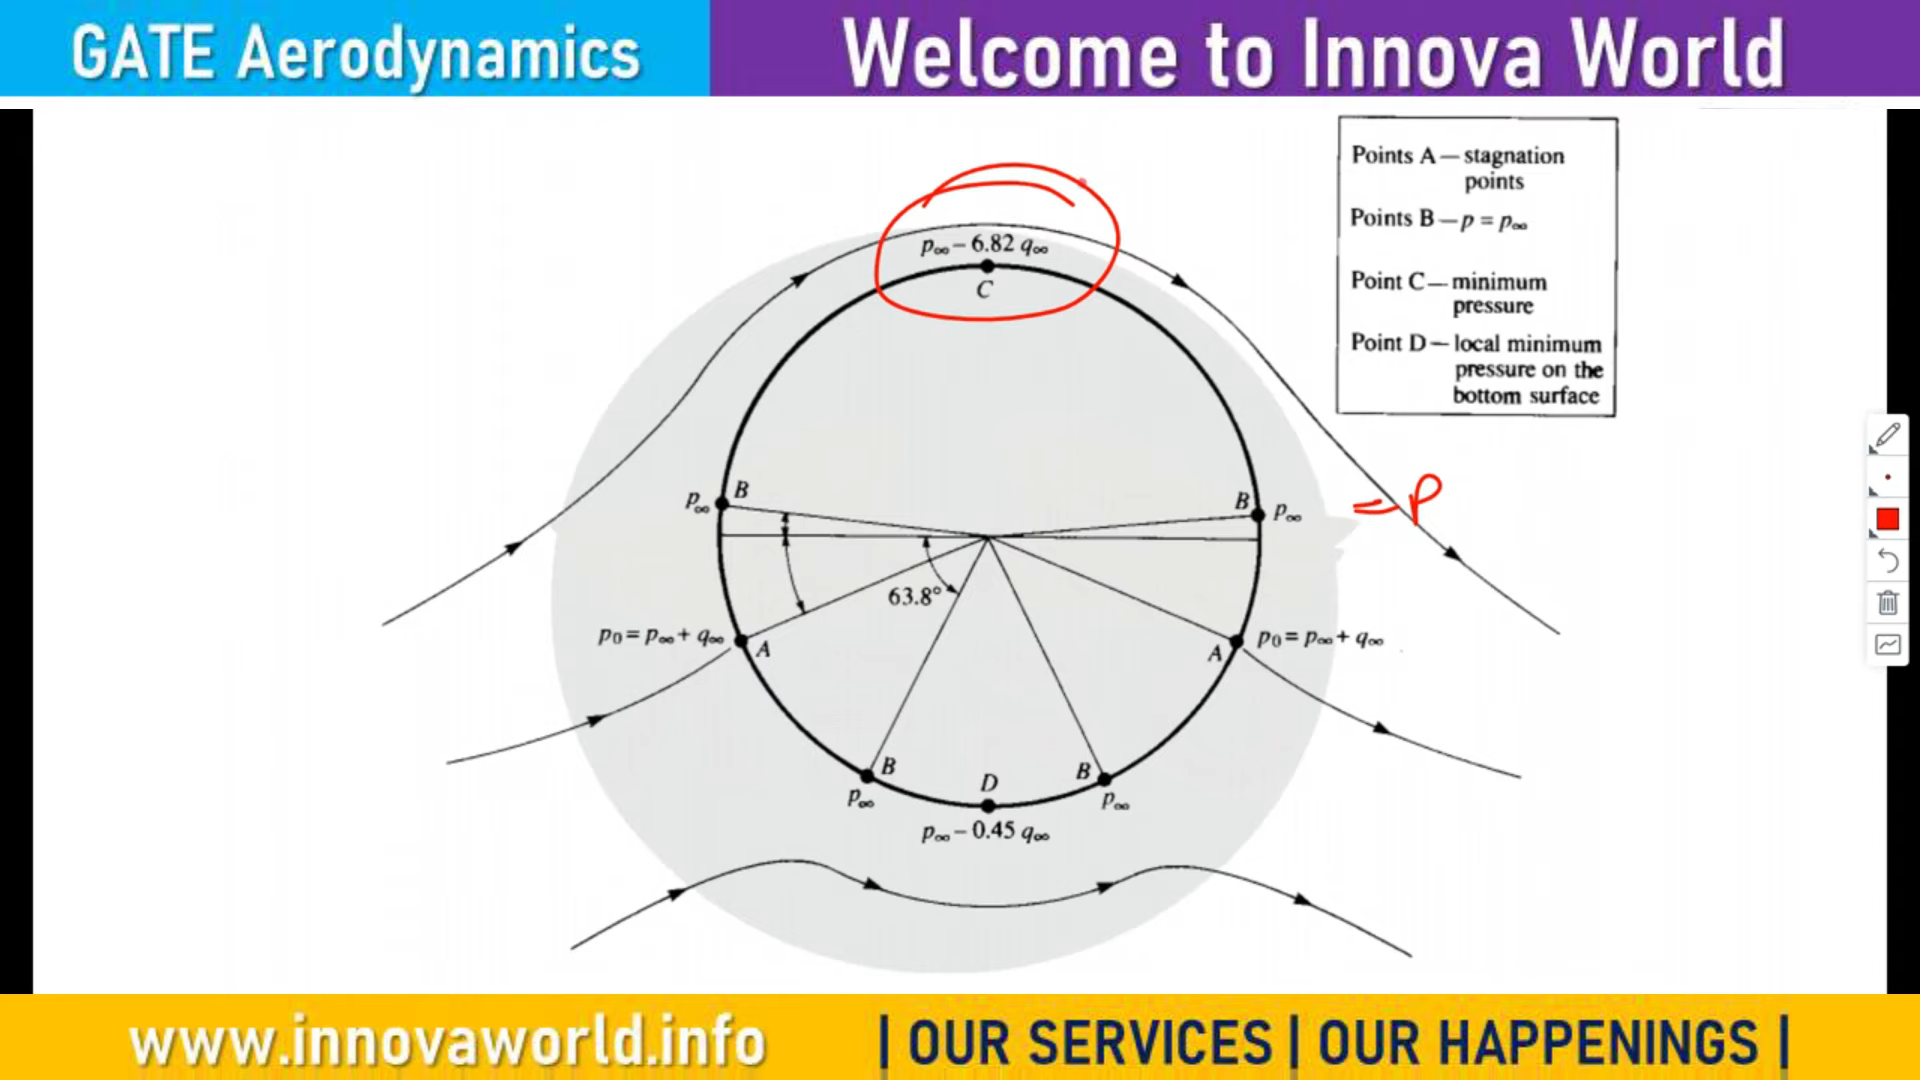 GATE Aerodynamics
Welcome to Innova World
Points A — stagnation
points
Points B — p = p∞
Point C — minimum
pressure
Point D — local minimum
pressure on the
bottom surface
p∞ − 6.82 q∞
C
B
p∞
B
p∞
= P
63.8°
p0 = p∞ + q∞
A
A
p0 = p∞ + q∞
B
p∞
D
B
p∞
p∞ − 0.45 q∞
www.innovaworld.info
| OUR SERVICES | OUR HAPPENINGS |